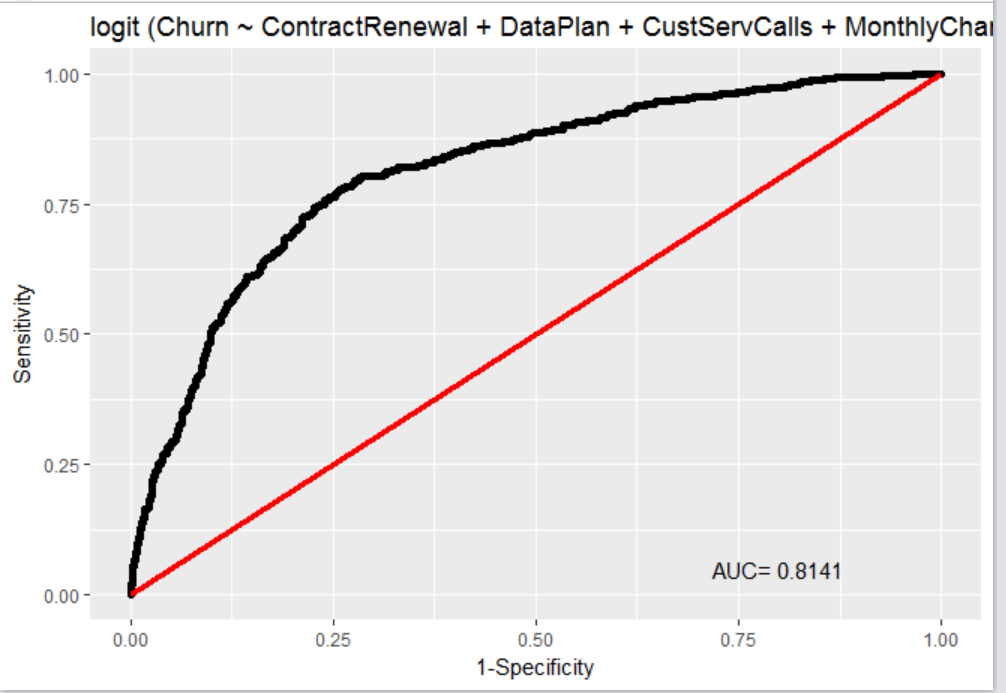 logit (Churn ~ ContractRenewal + DataPlan + CustServCalls + MonthlyChar
1.00
0.75
Sensitivity
0.50
0.25
AUC= 0.8141
0.00
0.00 0.25 0.50 0.75 1.00
1-Specificity